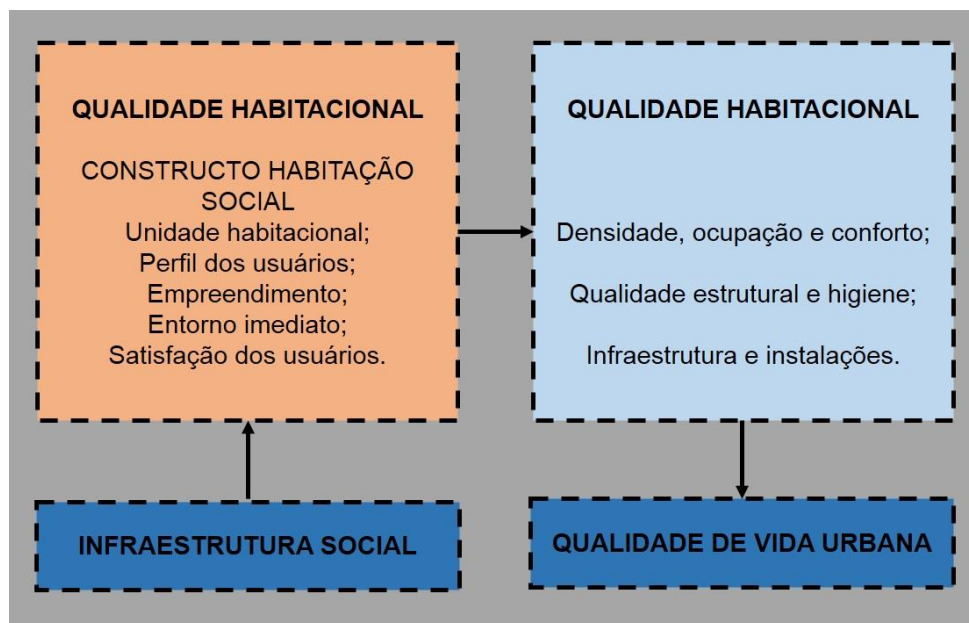 QUALIDADE HABITACIONAL
CONSTRUCTO HABITAÇÃO
SOCIAL
Unidade habitacional;
Perfil dos usuários;
Empreendimento;
Entorno imediato;
Satisfação dos usuários.
QUALIDADE HABITACIONAL
Densidade, ocupação e conforto;
Qualidade estrutural e higiene;
Infraestrutura e instalações.
INFRAESTRUTURA SOCIAL
QUALIDADE DE VIDA URBANA